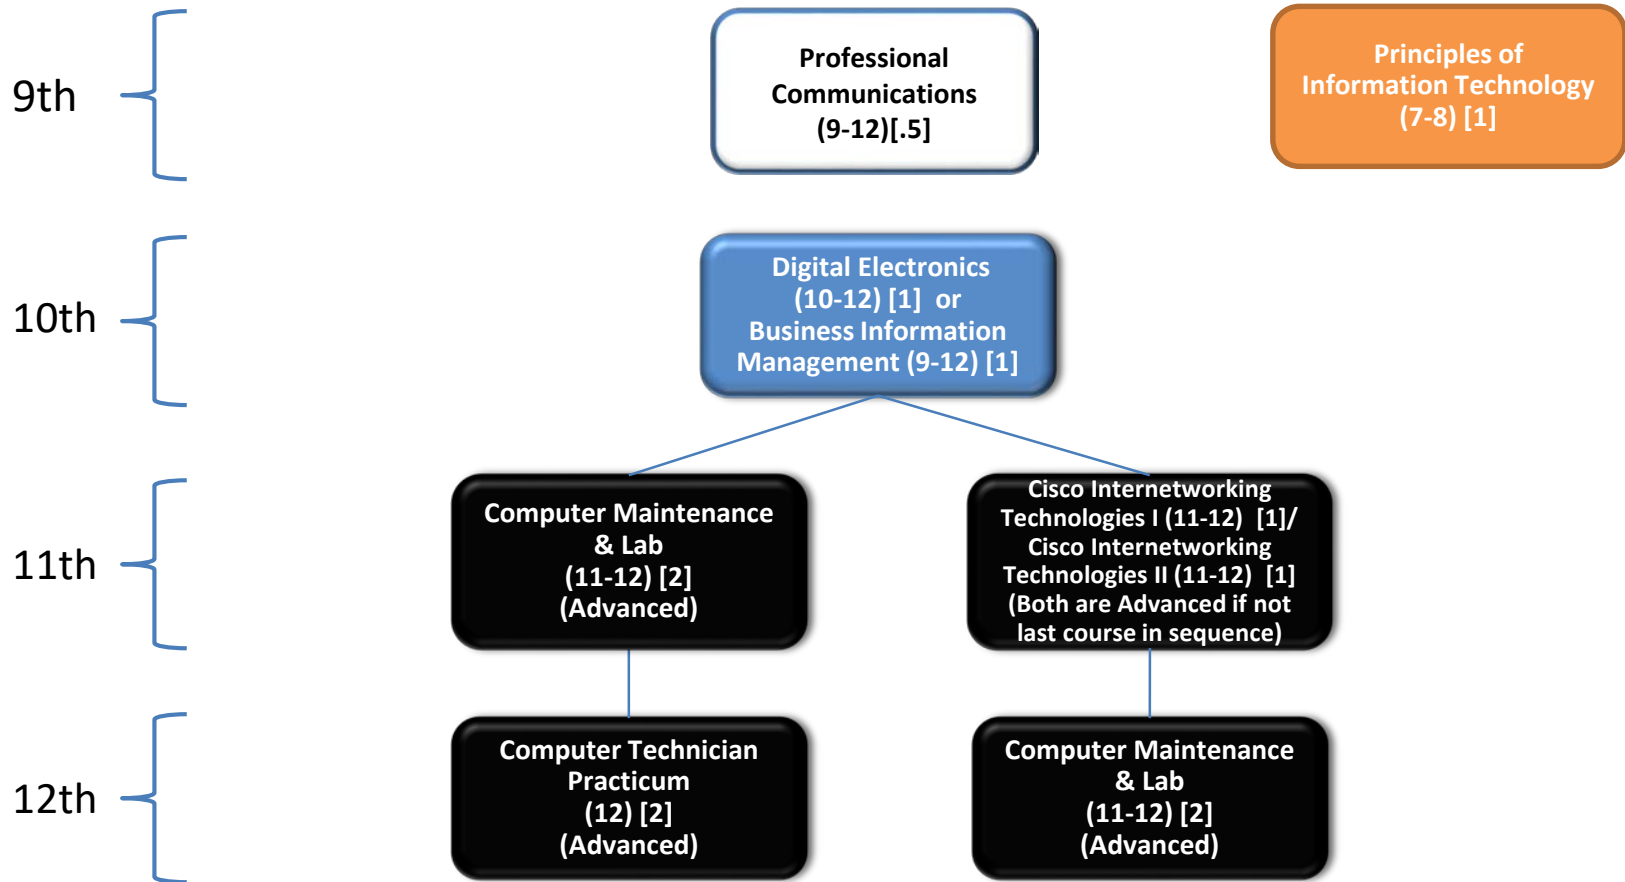 9th
Professional
Communications
(9-12)[.5]
Principles of
Information Technology
(7-8) [1]
10th
Digital Electronics
(10-12) [1]  or
Business Information
Management (9-12) [1]
11th
Computer Maintenance
& Lab
(11-12) [2]
(Advanced)
Cisco Internetworking
Technologies I (11-12)  [1]/
Cisco Internetworking
Technologies II (11-12)  [1]
(Both are Advanced if not
last course in sequence)
12th
Computer Technician
Practicum
(12) [2]
(Advanced)
Computer Maintenance
& Lab
(11-12) [2]
(Advanced)